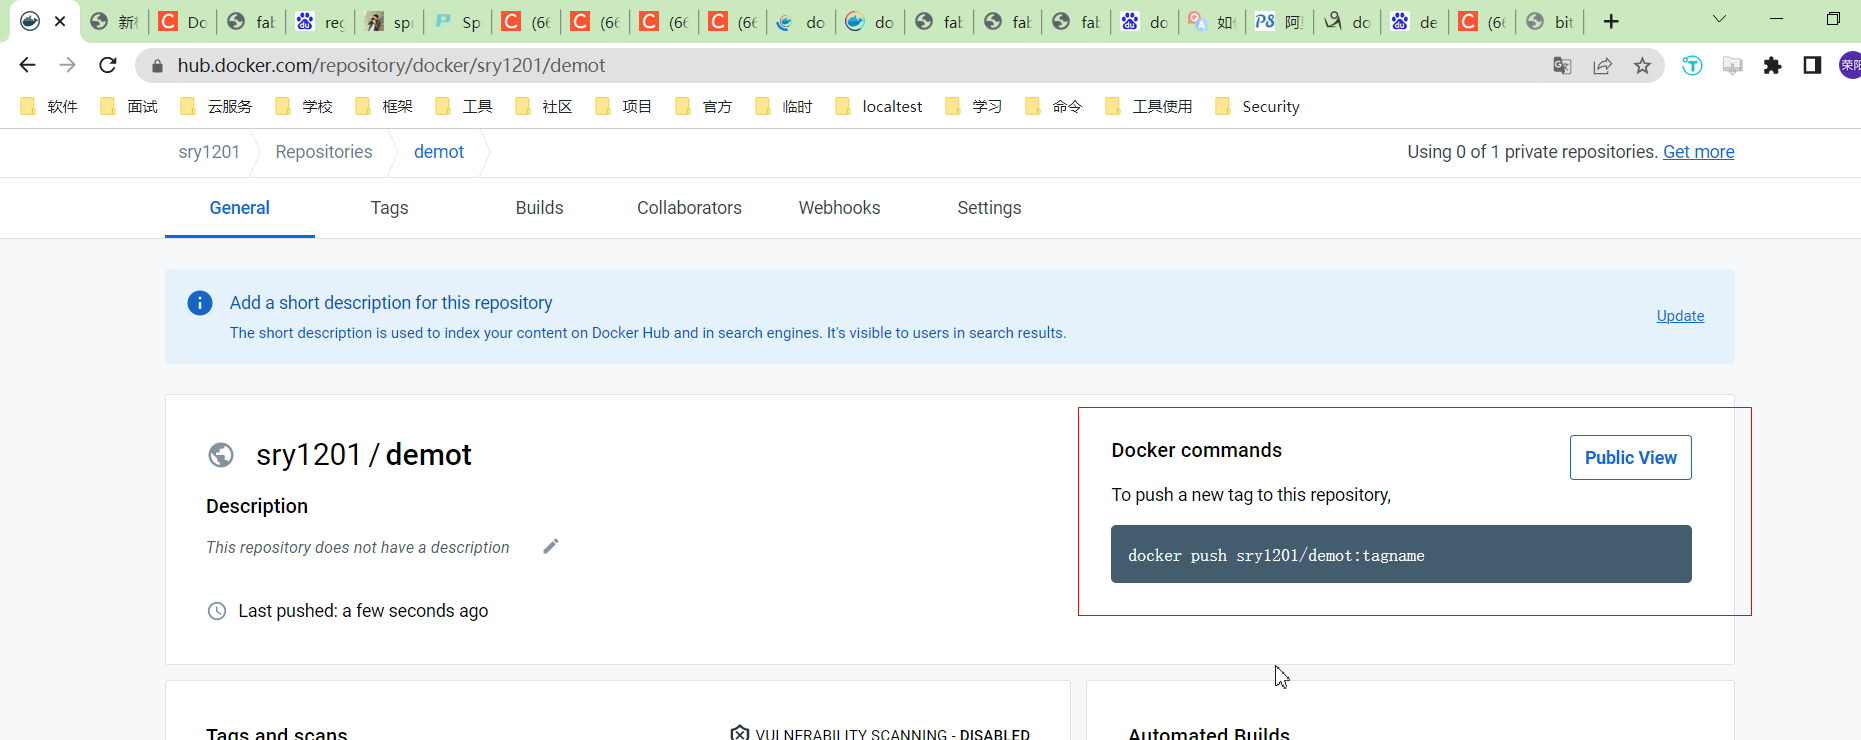 新 Do fab reg spr Sp (66 (66 (66 (66 do do fab fab fab do 如 阿 do de (66 bit
hub.docker.com/repository/docker/sry1201/demot
软件 面试 云服务 学校 框架 工具 社区 项目 官方 临时 localtest 学习 命令 工具使用 Security
sry1201 Repositories demot Using 0 of 1 private repositories. Get more
General Tags Builds Collaborators Webhooks Settings
Add a short description for this repository
The short description is used to index your content on Docker Hub and in search engines. It's visible to users in search results.
Update
sry1201 / demot
Description
This repository does not have a description
Last pushed: a few seconds ago
Docker commands
Public View
To push a new tag to this repository,
docker push sry1201/demot:tagname
Tags and scans
VULNERABILITY SCANNING - DISABLED
Automated Builds